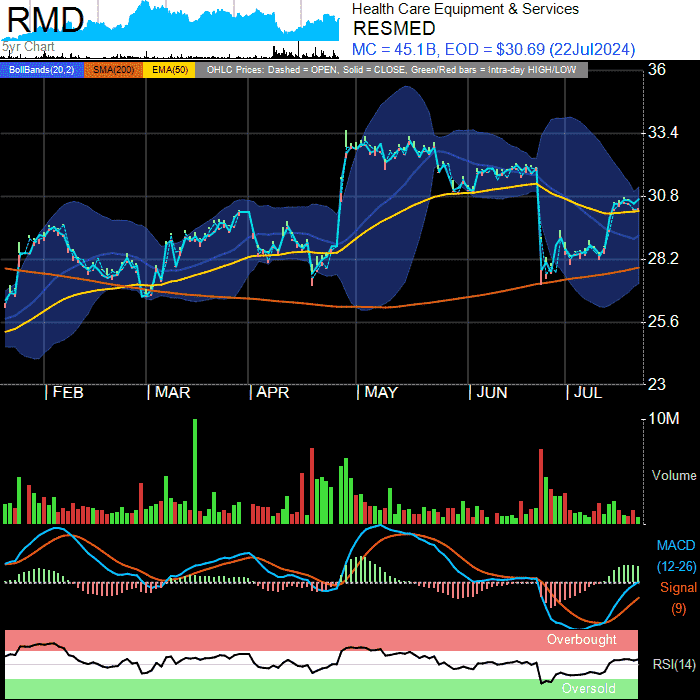 RMD
5yr Chart
Health Care Equipment & Services
RESMED
MC = 45.1B, EOD = $30.69 (22Jul2024)
BollBands(20,2) SMA(200) EMA(50) OHLC Prices: Dashed = OPEN, Solid = CLOSE, Green/Red bars = Intra-day HIGH/LOW
36
33.4
30.8
28.2
25.6
23
FEB MAR APR MAY JUN JUL
10M
Volume
MACD
(12-26)
Signal
(9)
Overbought
RSI(14)
Oversold